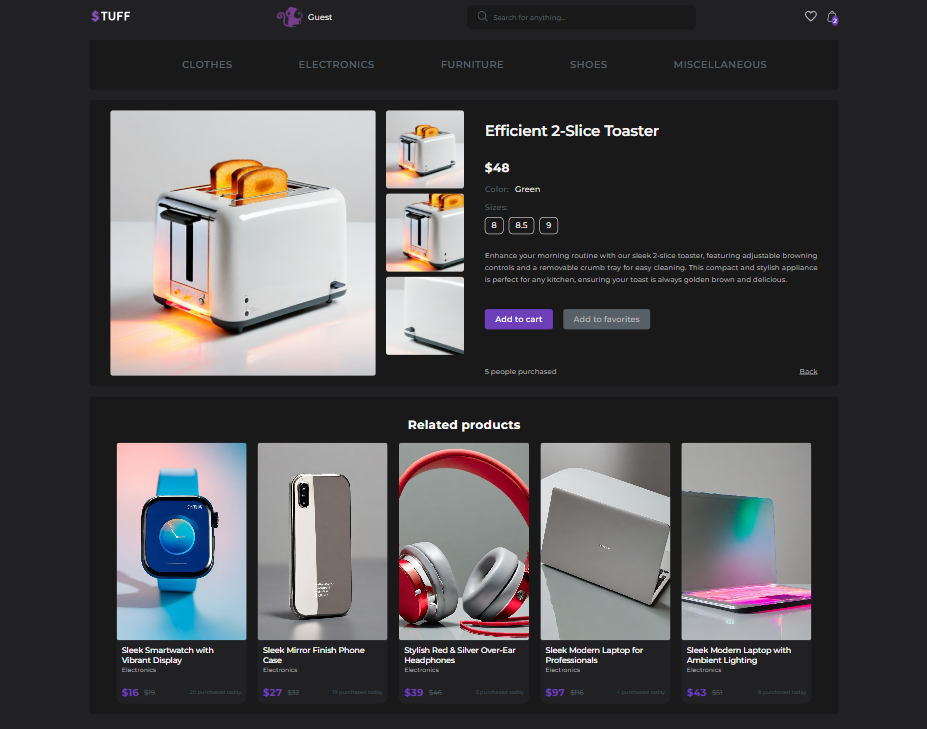 $TUFF
Guest
Search for anything...
2
CLOTHES ELECTRONICS FURNITURE SHOES MISCELLANEOUS
Efficient 2-Slice Toaster
$48
Color: Green
Sizes:
8 8.5 9
Enhance your morning routine with our sleek 2-slice toaster, featuring adjustable browning
controls and a removable crumb tray for easy cleaning. This compact and stylish appliance
is perfect for any kitchen, ensuring your toast is always golden brown and delicious.
Add to cart Add to favorites
5 people purchased Back
Related products
Sleek Smartwatch with
Vibrant Display
Electronics
$16 $19 20 purchased today
Sleek Mirror Finish Phone
Case
Electronics
$27 $32 19 purchased today
Stylish Red & Silver Over-Ear
Headphones
Electronics
$39 $46 purchased today
Sleek Modern Laptop for
Professionals
Electronics
$97 $116 purchased today
Sleek Modern Laptop with
Ambient Lighting
Electronics
$43 $51 purchased today